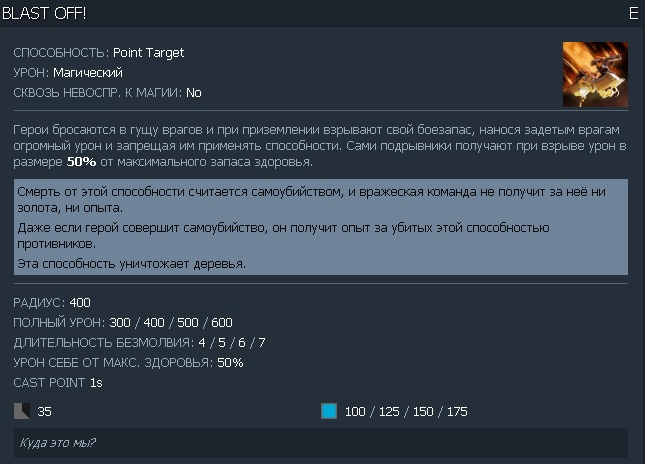 BLAST OFF! E
СПОСОБНОСТЬ: Point Target
УРОН: Магический
СКВОЗЬ НЕВОСПР. К МАГИИ: No
Герои бросаются в гущу врагов и при приземлении взрывают свой боезапас, нанося задетым врагам
огромный урон и запрещая им применять способности. Сами подрывники получают при взрыве урон в
размере 50% от максимального запаса здоровья.
Смерть от этой способности считается самоубийством, и вражеская команда не получит за неё ни
золота, ни опыта.
Даже если герой совершит самоубийство, он получит опыт за убитых этой способностью
противников.
Эта способность уничтожает деревья.
РАДИУС: 400
ПОЛНЫЙ УРОН: 300 / 400 / 500 / 600
ДЛИТЕЛЬНОСТЬ БЕЗМОЛВИЯ: 4 / 5 / 6 / 7
УРОН СЕБЕ ОТ МАКС. ЗДОРОВЬЯ: 50%
CAST POINT 1s
35 100 / 125 / 150 / 175
Куда это мы?